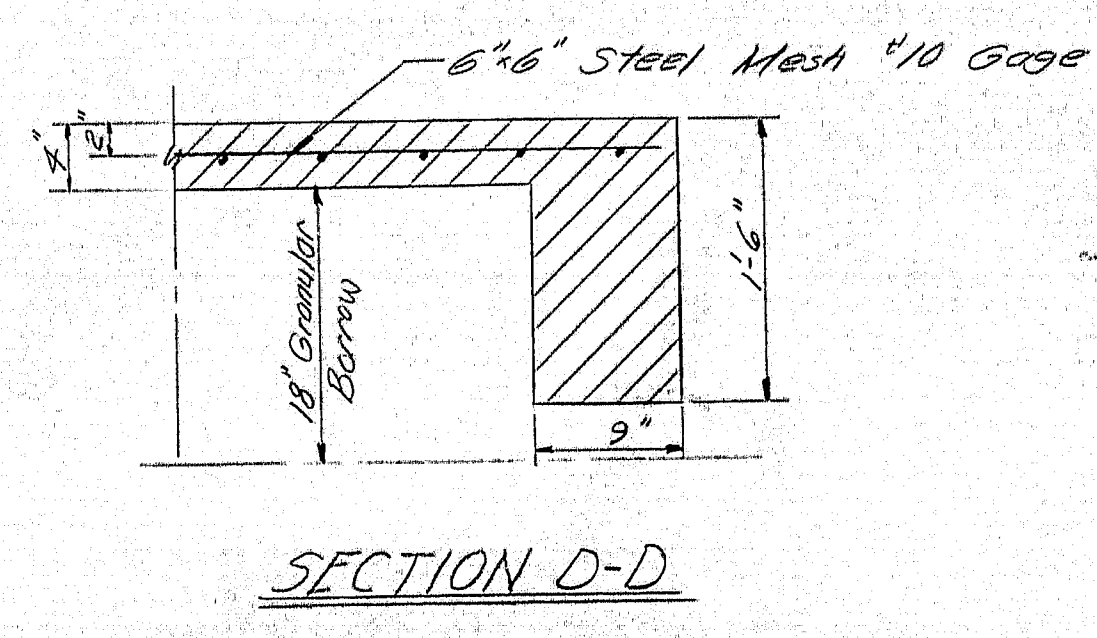 6"x6" Steel Mesh #10 Gage
4"
2"
18" Granular
Borrow
1'-6"
9"
SECTION D-D